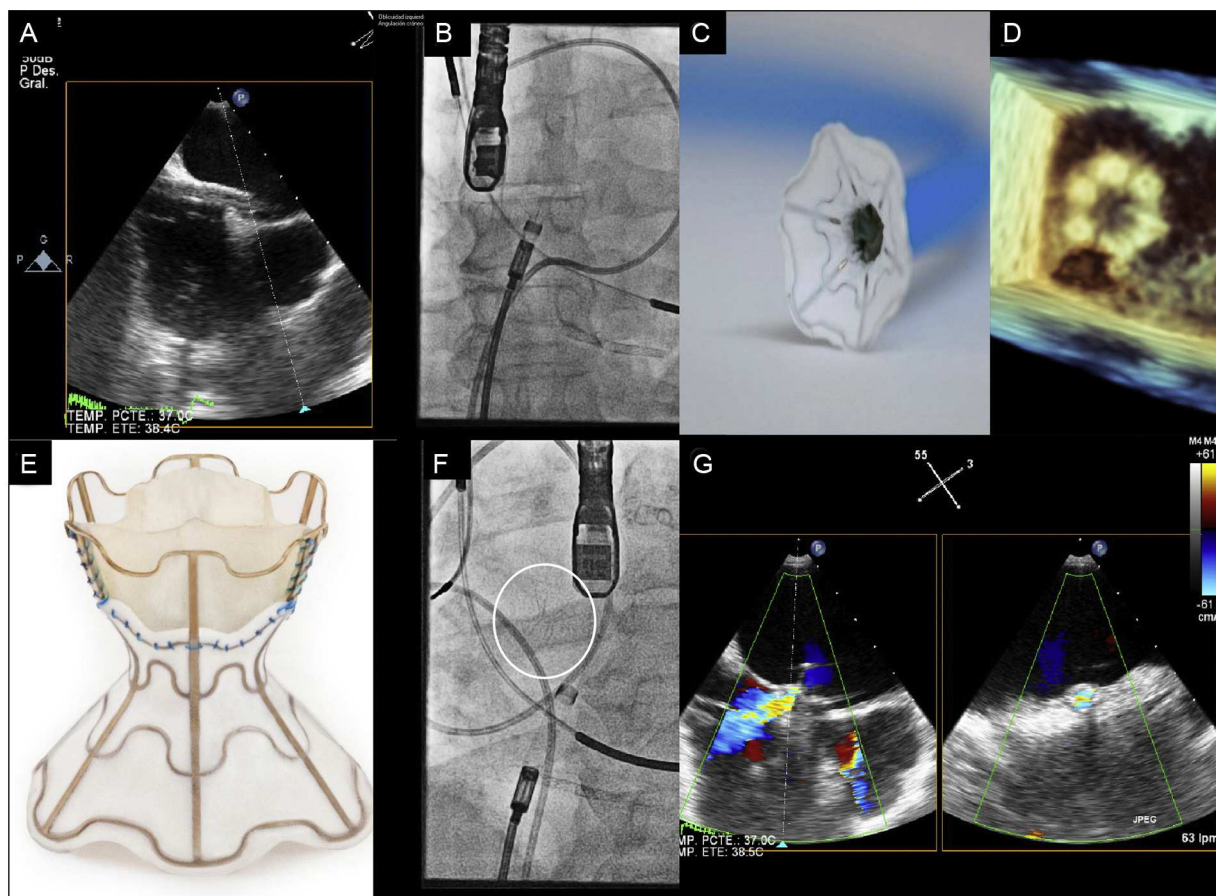 A
50dB
P Des.
Gral.
P
G
P
R
TEMP. PCTE.: 37.0C
TEMP. ETE: 38.4C
Oblicuidad izquierd
Angulación cráneo
B
C
D
E
F
G
55
3
M4 M4
+61
-61
P
P
JPEG
MP. PCTE.: 37.0C
MP. ETE: 38.5C
63 lpm